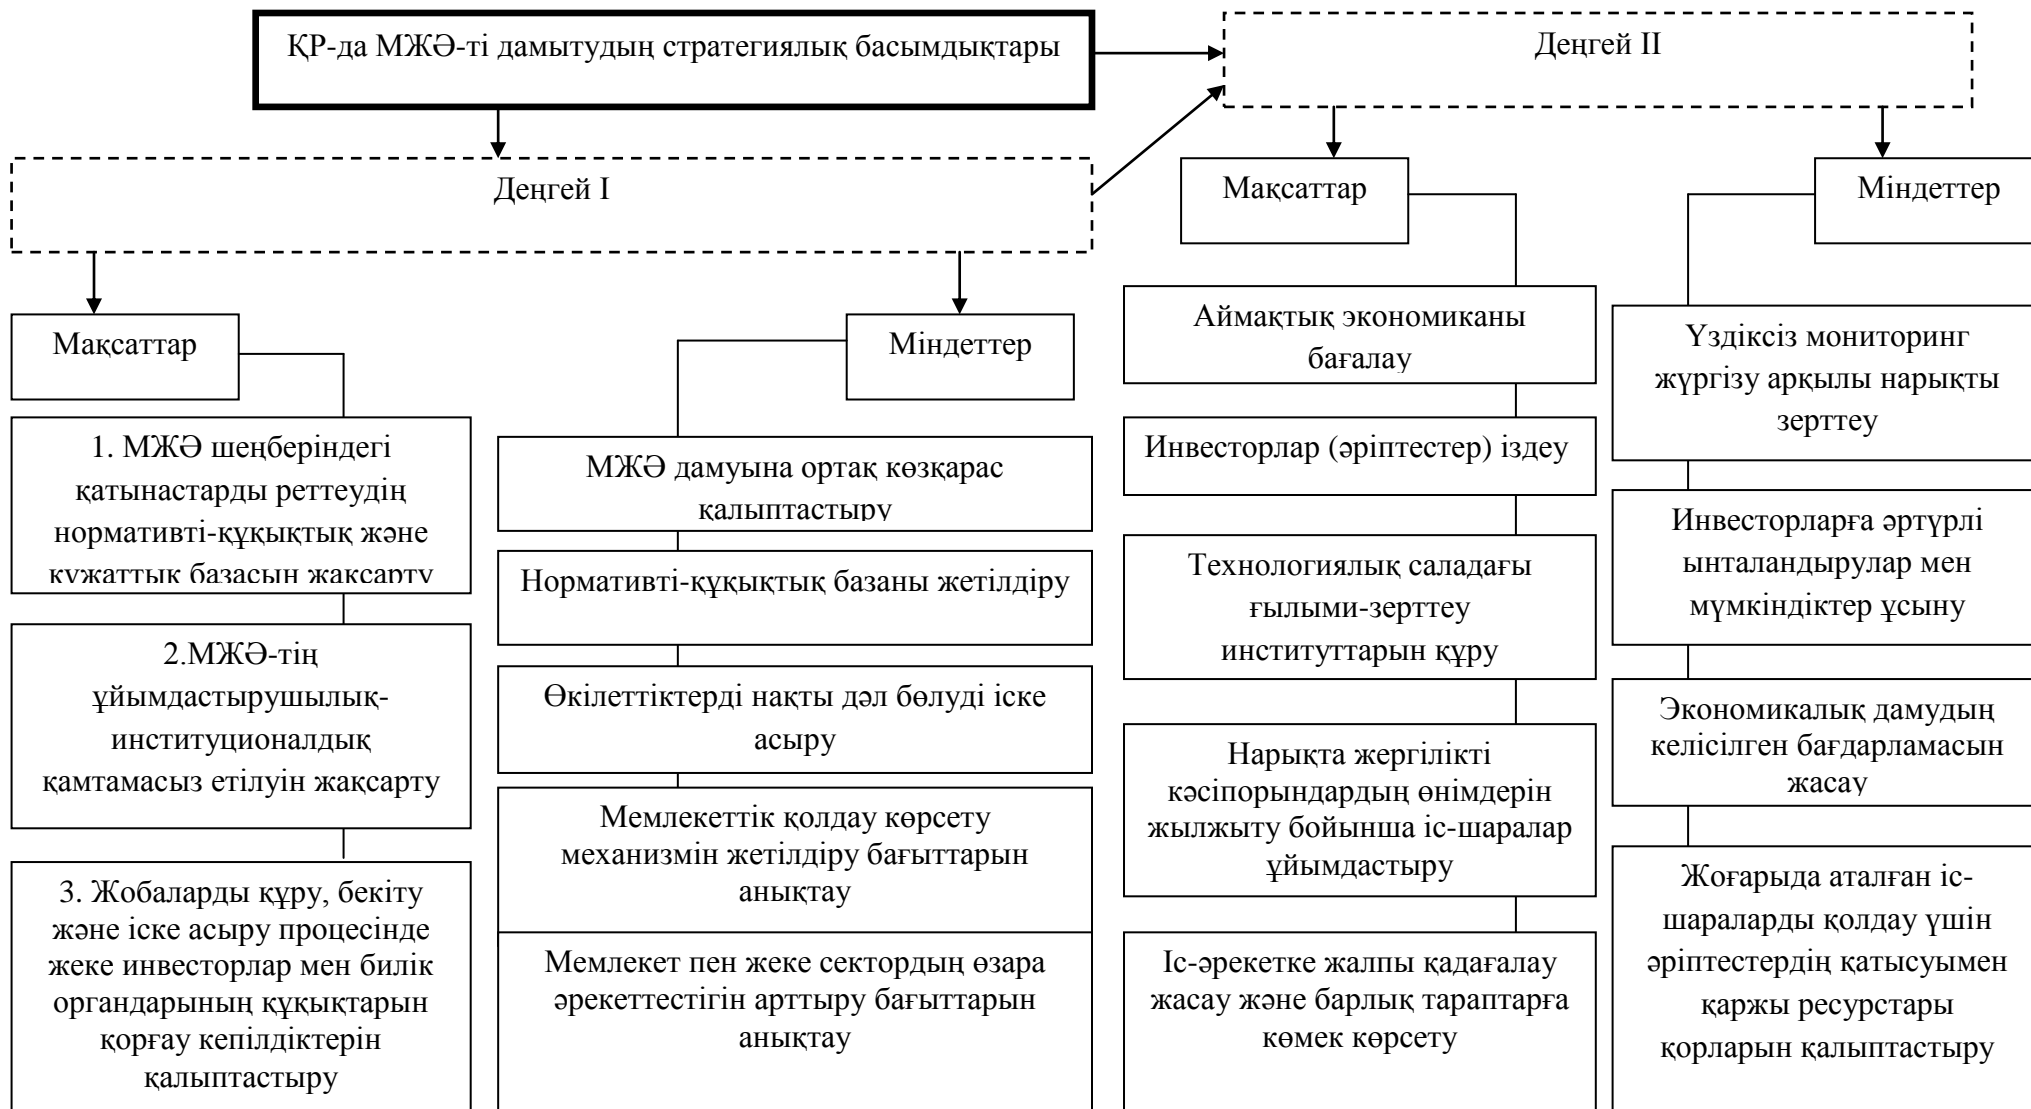 ҚР-да МЖӘ-ті дамытудың стратегиялық басымдықтары
Деңгей II
Деңгей I
Мақсаттар
Міндеттер
Мақсаттар
1. МЖӘ шеңберіндегі
қатынастарды реттеудің
нормативті-құқықтық және
құжаттық базасын жақсарту
2.МЖӘ-тің
ұйымдастырушылық-
институционалдық
қамтамасыз етілуін жақсарту
3. Жобаларды құру, бекіту
және іске асыру процесінде
жеке инвесторлар мен билік
органдарының құқықтарын
қорғау кепілдіктерін
қалыптастыру
Міндеттер
МЖӘ дамуына ортақ көзқарас
қалыптастыру
Нормативті-құқықтық базаны жетілдіру
Өкілеттіктерді нақты дәл бөлуді іске
асыру
Мемлекеттік қолдау көрсету
механизмін жетілдіру бағыттарын
анықтау
Мемлекет пен жеке сектордың өзара
әрекеттестігін арттыру бағыттарын
анықтау
Аймақтық экономиканы
бағалау
Инвесторлар (әріптестер) іздеу
Технологиялық саладағы
ғылыми-зерттеу
институттарын құру
Нарықта жергілікті
кәсіпорындардың өнімдерін
жылжыту бойынша іс-шаралар
ұйымдастыру
Іс-әрекетке жалпы қадағалау
жасау және барлық тараптарға
көмек көрсету
Үздіксіз мониторинг
жүргізу арқылы нарықты
зерттеу
Инвесторларға әртүрлі
ынталандырулар мен
мүмкіндіктер ұсыну
Экономикалық дамудың
келісілген бағдарламасын
жасау
Жоғарыда аталған іс-
шараларды қолдау үшін
әріптестердің қатысуымен
қаржы ресурстары
қорларын қалыптастыру